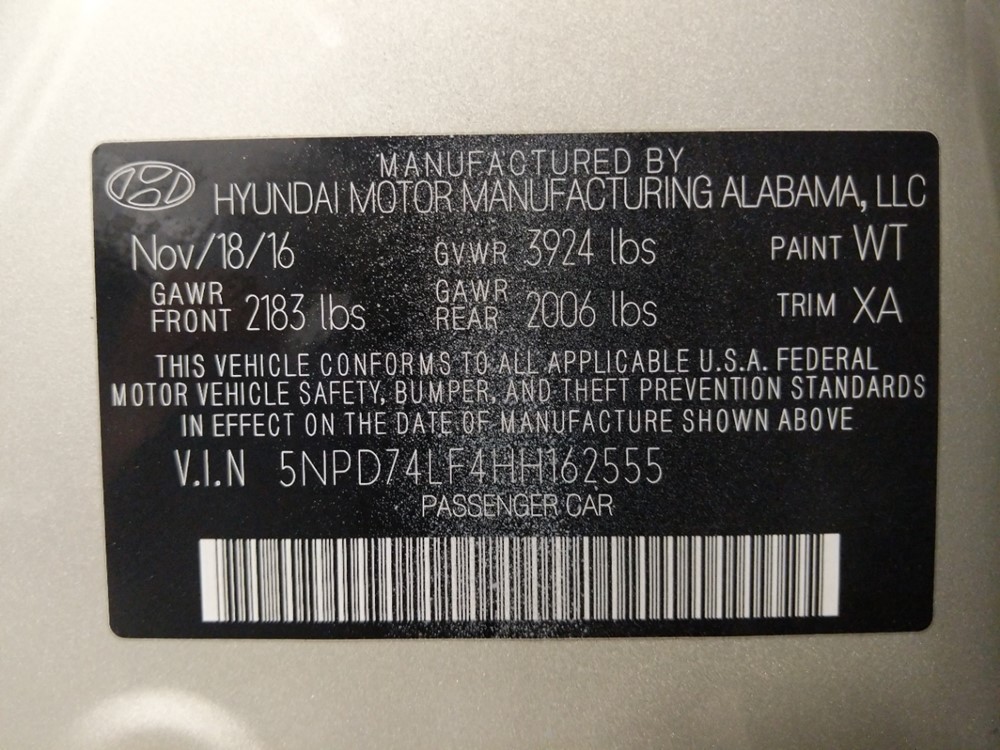 MANUFACTURED BY
HYUNDAI MOTOR MANUFACTURING ALABAMA, LLC
Nov/18/16 GVWR 3924 lbs PAINT WT
GAWR FRONT 2183 lbs GAWR REAR 2006 lbs TRIM XA
THIS VEHICLE CONFORMS TO ALL APPLICABLE U.S.A. FEDERAL
MOTOR VEHICLE SAFETY, BUMPER, AND THEFT PREVENTION STANDARDS
IN EFFECT ON THE DATE OF MANUFACTURE SHOWN ABOVE
V.I.N 5NPD74LF4HH162555
PASSENGER CAR